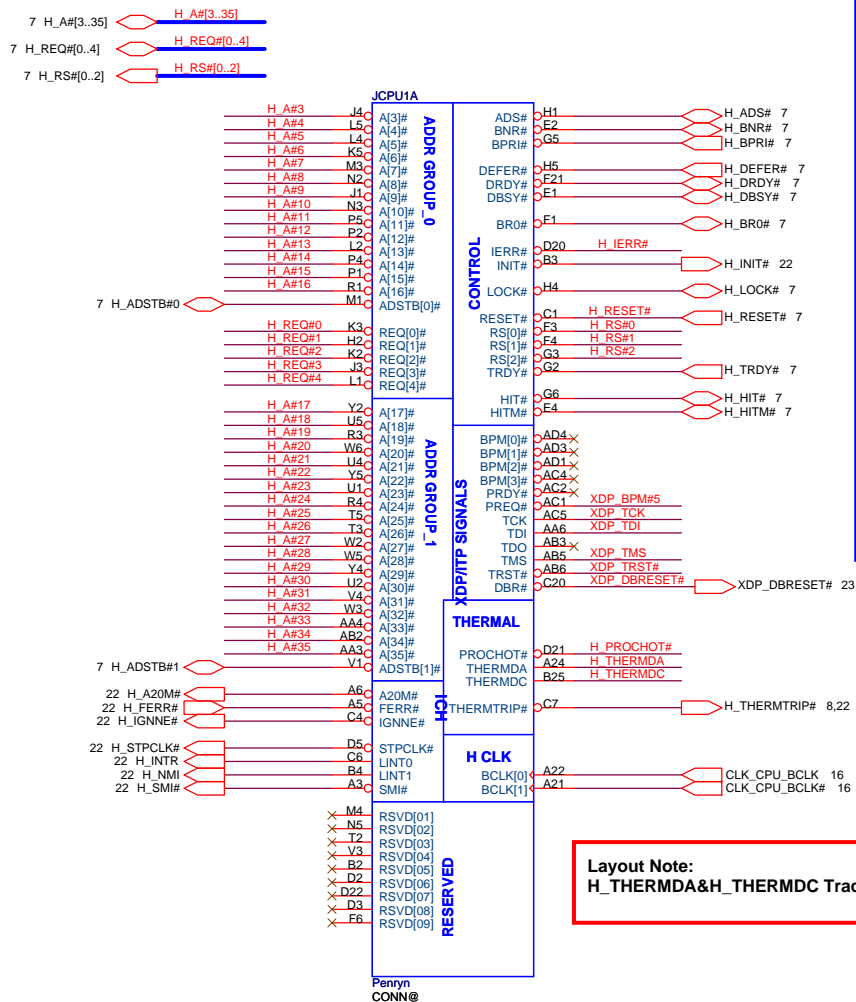 7 H_A#[3..35] H_A#[3..35]
7 H_REQ#[0..4] H_REQ#[0..4]
7 H_RS#[0..2] H_RS#[0..2]
JCPU1A
H_A#3 J4 A[3]#
H_A#4 L5 A[4]#
H_A#5 L4 A[5]#
H_A#6 K5 A[6]#
H_A#7 M3 A[7]#
H_A#8 N2 A[8]#
H_A#9 J1 A[9]#
H_A#10 N3 A[10]#
H_A#11 P5 A[11]#
H_A#12 P2 A[12]#
H_A#13 L2 A[13]#
H_A#14 P4 A[14]#
H_A#15 P1 A[15]#
H_A#16 R1 A[16]#
7 H_ADSTB#0 M1 ADSTB[0]#
ADDR GROUP_0
H_REQ#0 K3 REQ[0]#
H_REQ#1 H2 REQ[1]#
H_REQ#2 K2 REQ[2]#
H_REQ#3 J3 REQ[3]#
H_REQ#4 L1 REQ[4]#
H_A#17 Y2 A[17]#
H_A#18 U5 A[18]#
H_A#19 R3 A[19]#
H_A#20 W6 A[20]#
H_A#21 U4 A[21]#
H_A#22 Y5 A[22]#
H_A#23 U1 A[23]#
H_A#24 R4 A[24]#
H_A#25 T5 A[25]#
H_A#26 T3 A[26]#
H_A#27 W2 A[27]#
H_A#28 W5 A[28]#
H_A#29 Y4 A[29]#
H_A#30 U2 A[30]#
H_A#31 V4 A[31]#
H_A#32 W3 A[32]#
H_A#33 AA4 A[33]#
H_A#34 AB2 A[34]#
H_A#35 AA3 A[35]#
7 H_ADSTB#1 V1 ADSTB[1]#
ADDR GROUP_1
22 H_A20M# A6 A20M#
22 H_FERR# A5 FERR#
22 H_IGNNE# C4 IGNNE#
ICH
22 H_STPCLK# D5 STPCLK#
22 H_INTR C6 LINT0
22 H_NMI B4 LINT1
22 H_SMI# A3 SMI#
M4 RSVD[01]
N5 RSVD[02]
T2 RSVD[03]
V3 RSVD[04]
B2 RSVD[05]
D2 RSVD[06]
D22 RSVD[07]
D3 RSVD[08]
F6 RSVD[09]
RESERVED
ADS# H1 H_ADS# 7
BNR# E2 H_BNR# 7
BPRI# G5 H_BPRI# 7
DEFER# H5 H_DEFER# 7
DRDY# F21 H_DRDY# 7
DBSY# E1 H_DBSY# 7
BR0# F1 H_BR0# 7
IERR# D20 H_IERR#
INIT# B3 H_INIT# 22
LOCK# H4 H_LOCK# 7
CONTROL
RESET# C1 H_RESET# H_RESET# 7
RS[0]# F3 H_RS#0
RS[1]# F4 H_RS#1
RS[2]# G3 H_RS#2
TRDY# G2 H_TRDY# 7
HIT# G6 H_HIT# 7
HITM# E4 H_HITM# 7
BPM[0]# AD4
BPM[1]# AD3
BPM[2]# AD1
BPM[3]# AC4
PRDY# AC2
PREQ# AC1 XDP_BPM#5
TCK AC5 XDP_TCK
TDI AA6 XDP_TDI
TDO AB3
TMS AB5 XDP_TMS
TRST# AB6 XDP_TRST#
DBR# C20 XDP_DBRESET# XDP_DBRESET# 23
XDP/ITP SIGNALS
THERMAL
PROCHOT# D21 H_PROCHOT#
THERMDA A24 H_THERMDA
THERMDC B25 H_THERMDC
THERMTRIP# C7 H_THERMTRIP# 8,22
H CLK
BCLK[0] A22 CLK_CPU_BCLK 16
BCLK[1] A21 CLK_CPU_BCLK# 16
Penryn
CONN@
Layout Note:
H_THERMDA&H_THERMDC